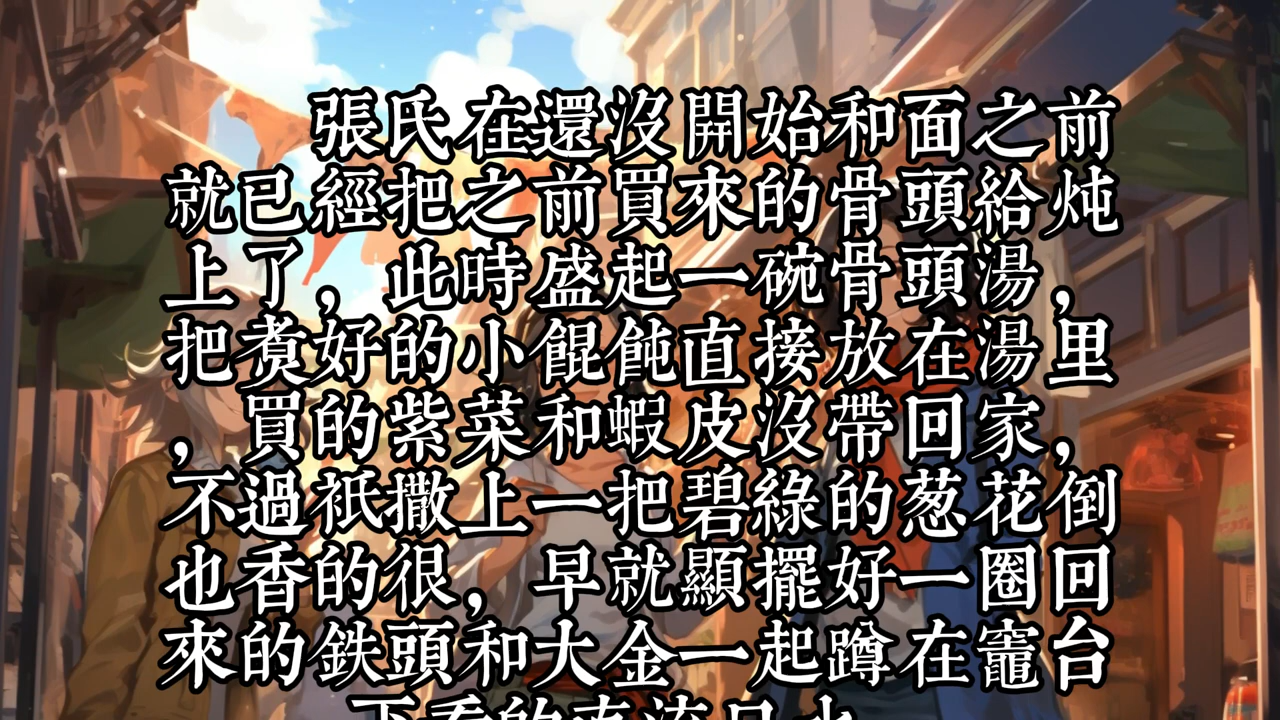 張氏在還沒開始和面之前
就已經把之前買來的骨頭給炖
上了，此時盛起一碗骨頭湯，
把煑好的小餛飩直接放在湯里
，買的紫菜和蝦皮沒帶回家，
不過祇撒上一把碧綠的葱花倒
也香的很，早就顯擺好一圈回
來的鉄頭和大金一起蹲在竈台